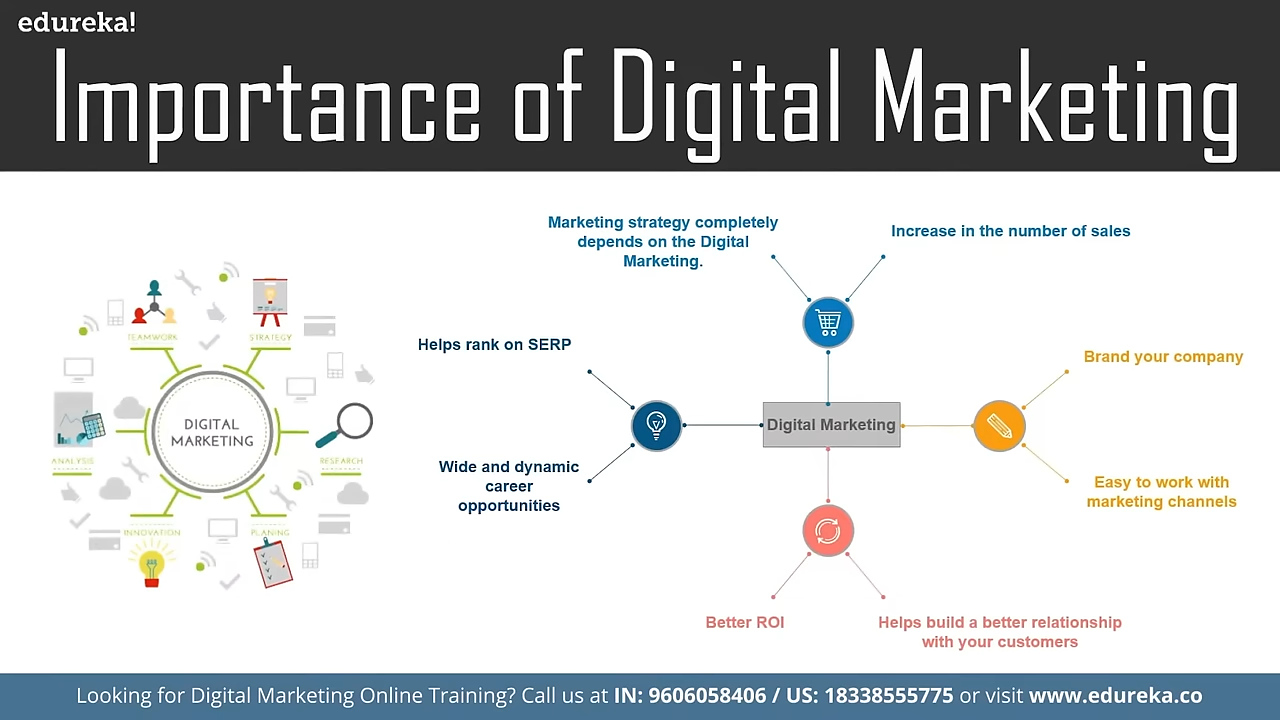 edureka!
Importance of Digital Marketing
Marketing strategy completely
depends on the Digital
Marketing.
Increase in the number of sales
Helps rank on SERP
Brand your company
Digital Marketing
Wide and dynamic
career
opportunities
Easy to work with
marketing channels
Better ROI
Helps build a better relationship
with your customers
TEAMWORK
STRATEGY
DIGITAL
MARKETING
ANALYSIS
RESEARCH
INNOVATION
PLANING
Looking for Digital Marketing Online Training? Call us at IN: 9606058406 / US: 18338555775 or visit www.edureka.co